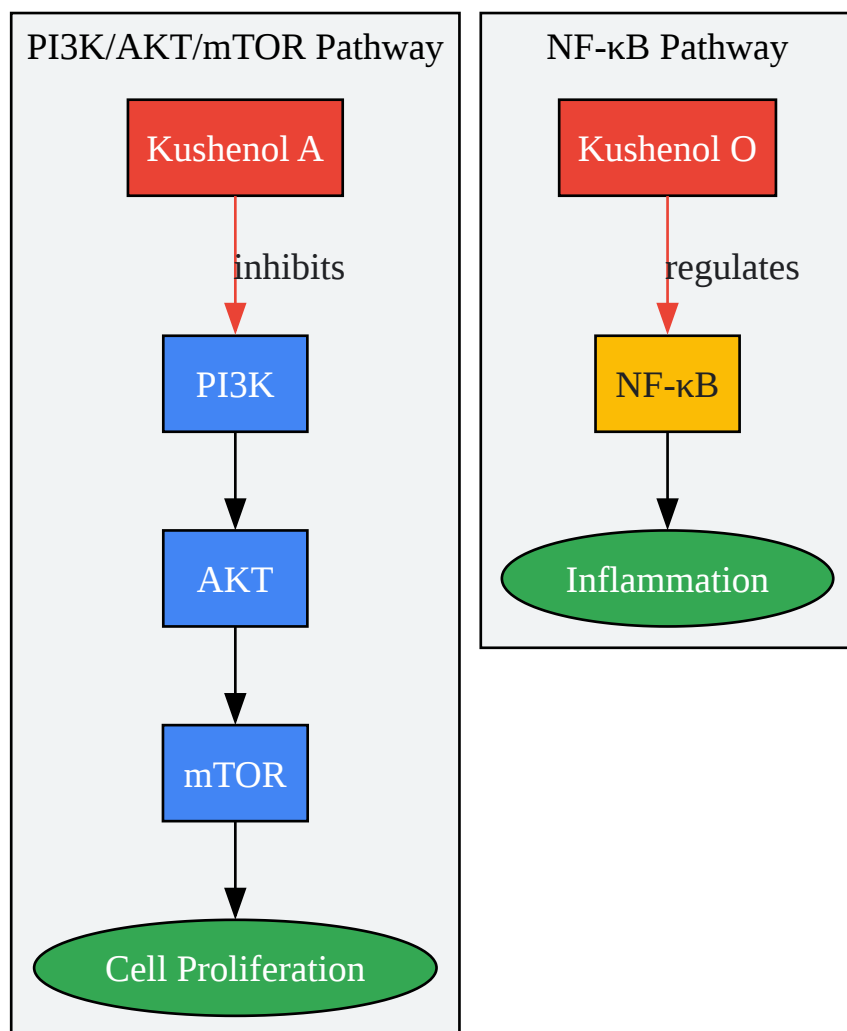 PI3K/AKT/mTOR Pathway
Kushenol A
inhibits
PI3K
AKT
mTOR
Cell Proliferation
NF-κB Pathway
Kushenol O
regulates
NF-κB
Inflammation